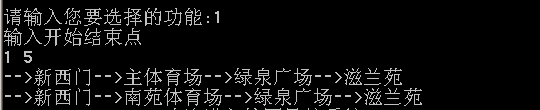 请输入您要选择的功能:1
输入开始结束点
1 5
-->新西门-->主体育场-->绿泉广场-->滋兰苑
-->新西门-->南苑体育场-->绿泉广场-->滋兰苑